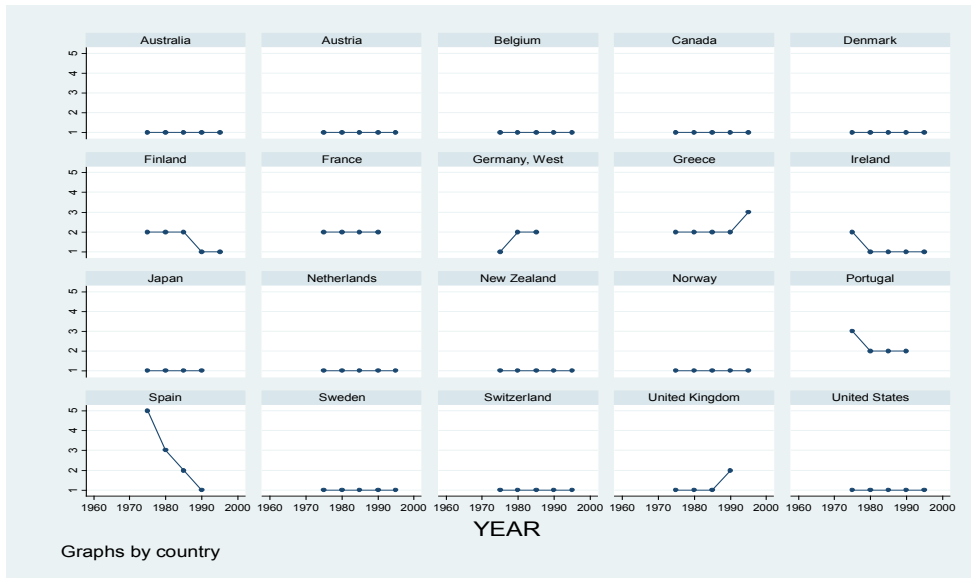 Australia Austria Belgium Canada Denmark
1 2 3 4 5
Finland France Germany, West Greece Ireland
1 2 3 4 5
Japan Netherlands New Zealand Norway Portugal
1 2 3 4 5
Spain Sweden Switzerland United Kingdom United States
1 2 3 4 5
1960 1970 1980 1990 2000 1960 1970 1980 1990 2000 1960 1970 1980 1990 2000 1960 1970 1980 1990 2000 1960 1970 1980 1990 2000
YEAR
Graphs by country